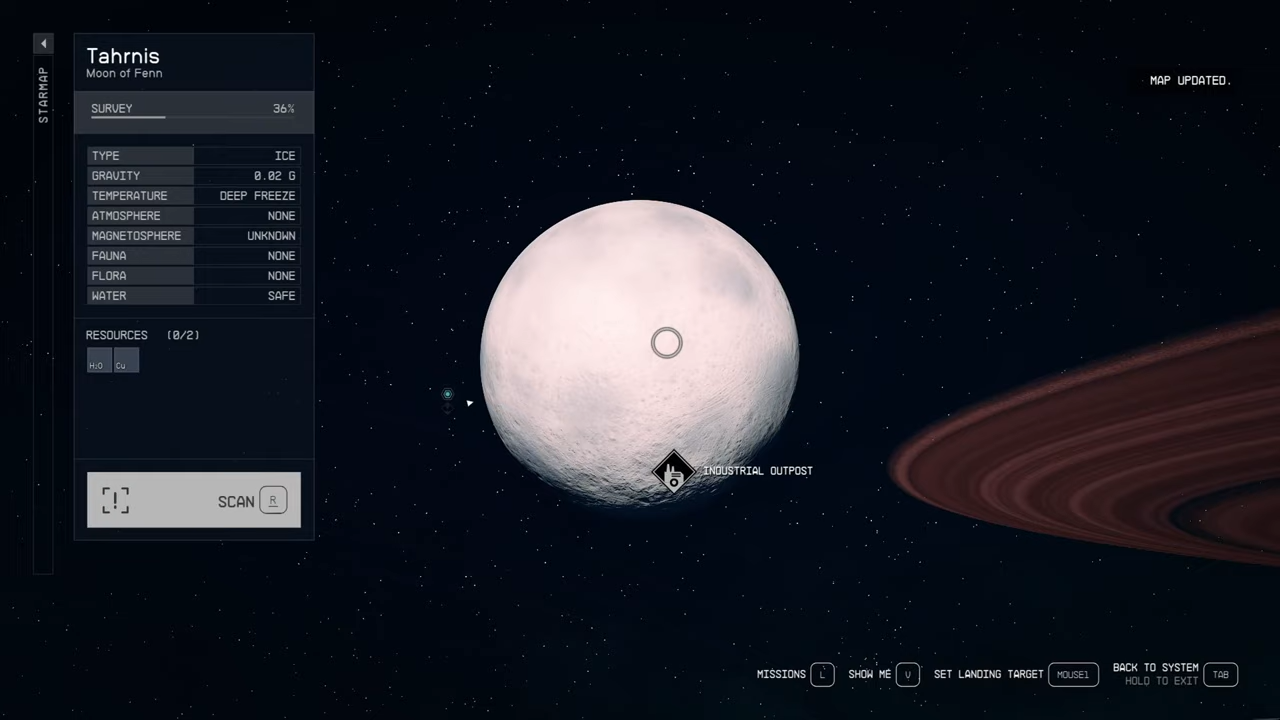 STARMAP
Tahrnis
Moon of Fenn
SURVEY 36%
TYPE ICE
GRAVITY 0.02 G
TEMPERATURE DEEP FREEZE
ATMOSPHERE NONE
MAGNETOSPHERE UNKNOWN
FAUNA NONE
FLORA NONE
WATER SAFE
RESOURCES (0/2)
H₂O Cu
SCAN R
MAP UPDATED.
INDUSTRIAL OUTPOST
MISSIONS L SHOW ME V SET LANDING TARGET MOUSE1 BACK TO SYSTEM TAB
HOLD TO EXIT